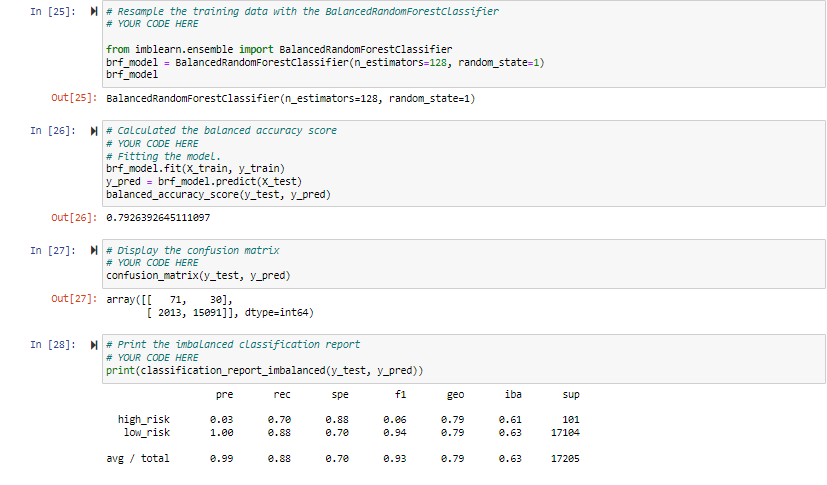 In [25]: # Resample the training data with the BalancedRandomForestClassifier
# YOUR CODE HERE
from imblearn.ensemble import BalancedRandomForestClassifier
brf_model = BalancedRandomForestClassifier(n_estimators=128, random_state=1)
brf_model
Out[25]: BalancedRandomForestClassifier(n_estimators=128, random_state=1)
In [26]: # Calculated the balanced accuracy score
# YOUR CODE HERE
# Fitting the model.
brf_model.fit(X_train, y_train)
y_pred = brf_model.predict(X_test)
balanced_accuracy_score(y_test, y_pred)
Out[26]: 0.7926392645111097
In [27]: # Display the confusion matrix
# YOUR CODE HERE
confusion_matrix(y_test, y_pred)
Out[27]: array([[   71,    30],
[ 2013, 15091]], dtype=int64)
In [28]: # Print the imbalanced classification report
# YOUR CODE HERE
print(classification_report_imbalanced(y_test, y_pred))
pre rec spe f1 geo iba sup
high_risk 0.03 0.70 0.88 0.06 0.79 0.61 101
low_risk 1.00 0.88 0.70 0.94 0.79 0.63 17104
avg / total 0.99 0.88 0.70 0.93 0.79 0.63 17205